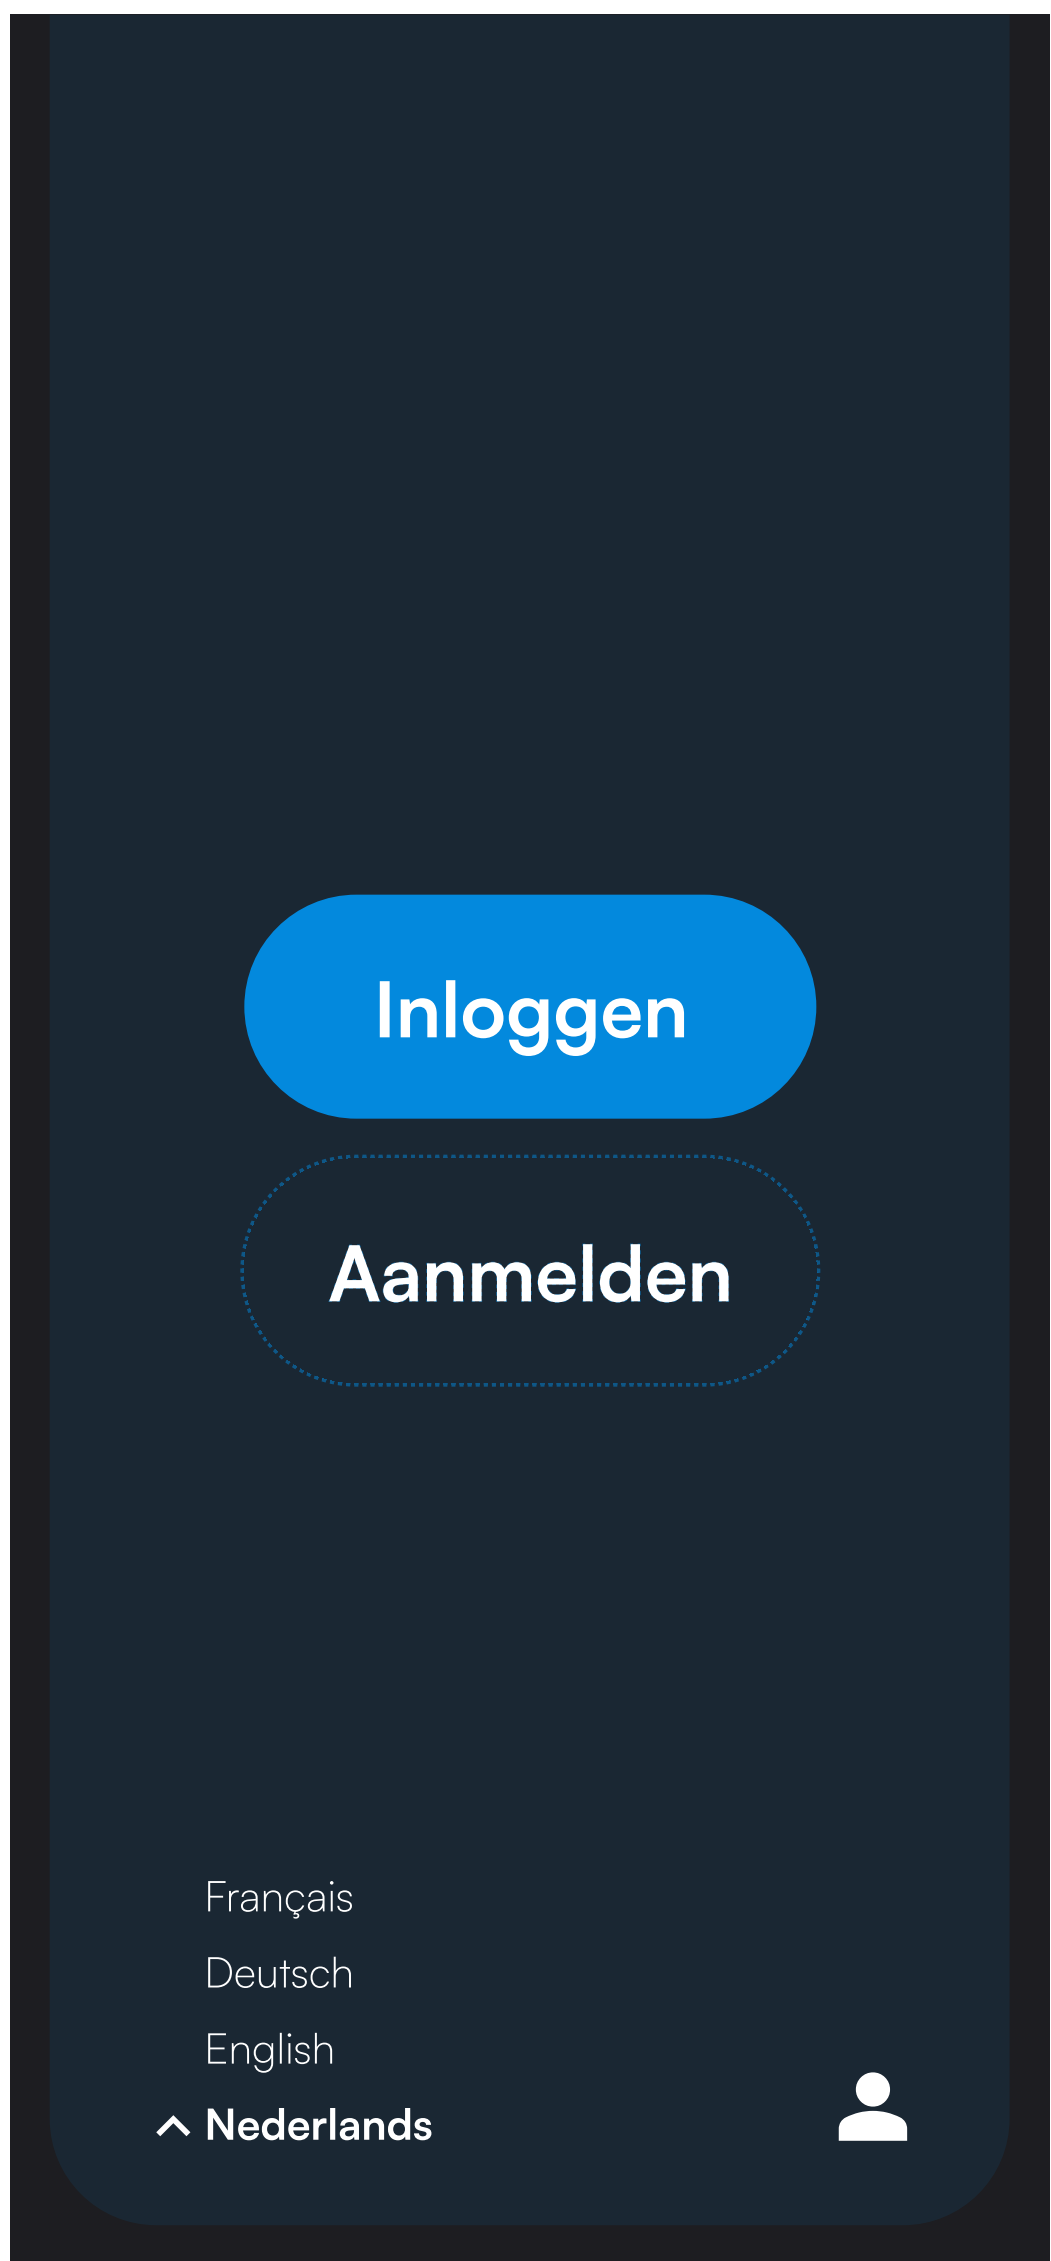 Inloggen
Aanmelden
Français
Deutsch
English
Nederlands